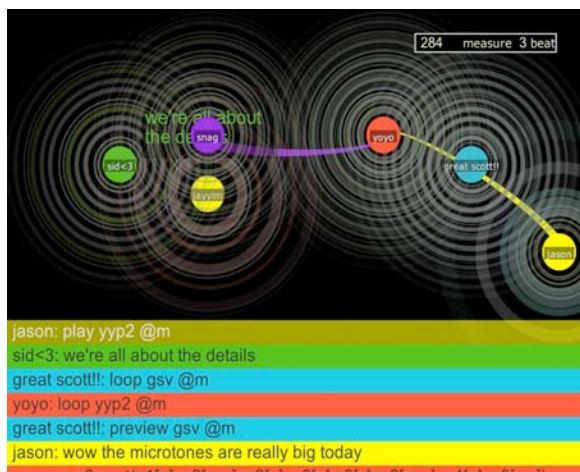 284 measure 3 beat
we're all about
the details
snag
yoyo
sid<3
great scott!!
jason
jason: play yyp2 @m
sid<3: we're all about the details
great scott!!: loop gsv @m
yoyo: loop yyp2 @m
great scott!!: preview gsv @m
jason: wow the microtones are really big today